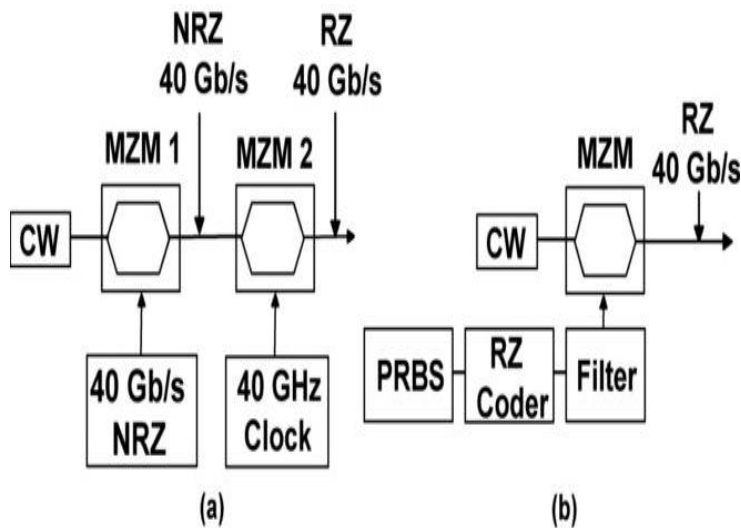 NRZ
40 Gb/s
RZ
40 Gb/s
MZM 1
MZM 2
CW
40 Gb/s
NRZ
40 GHz
Clock
(a)
RZ
40 Gb/s
MZM
CW
PRBS
RZ
Coder
Filter
(b)